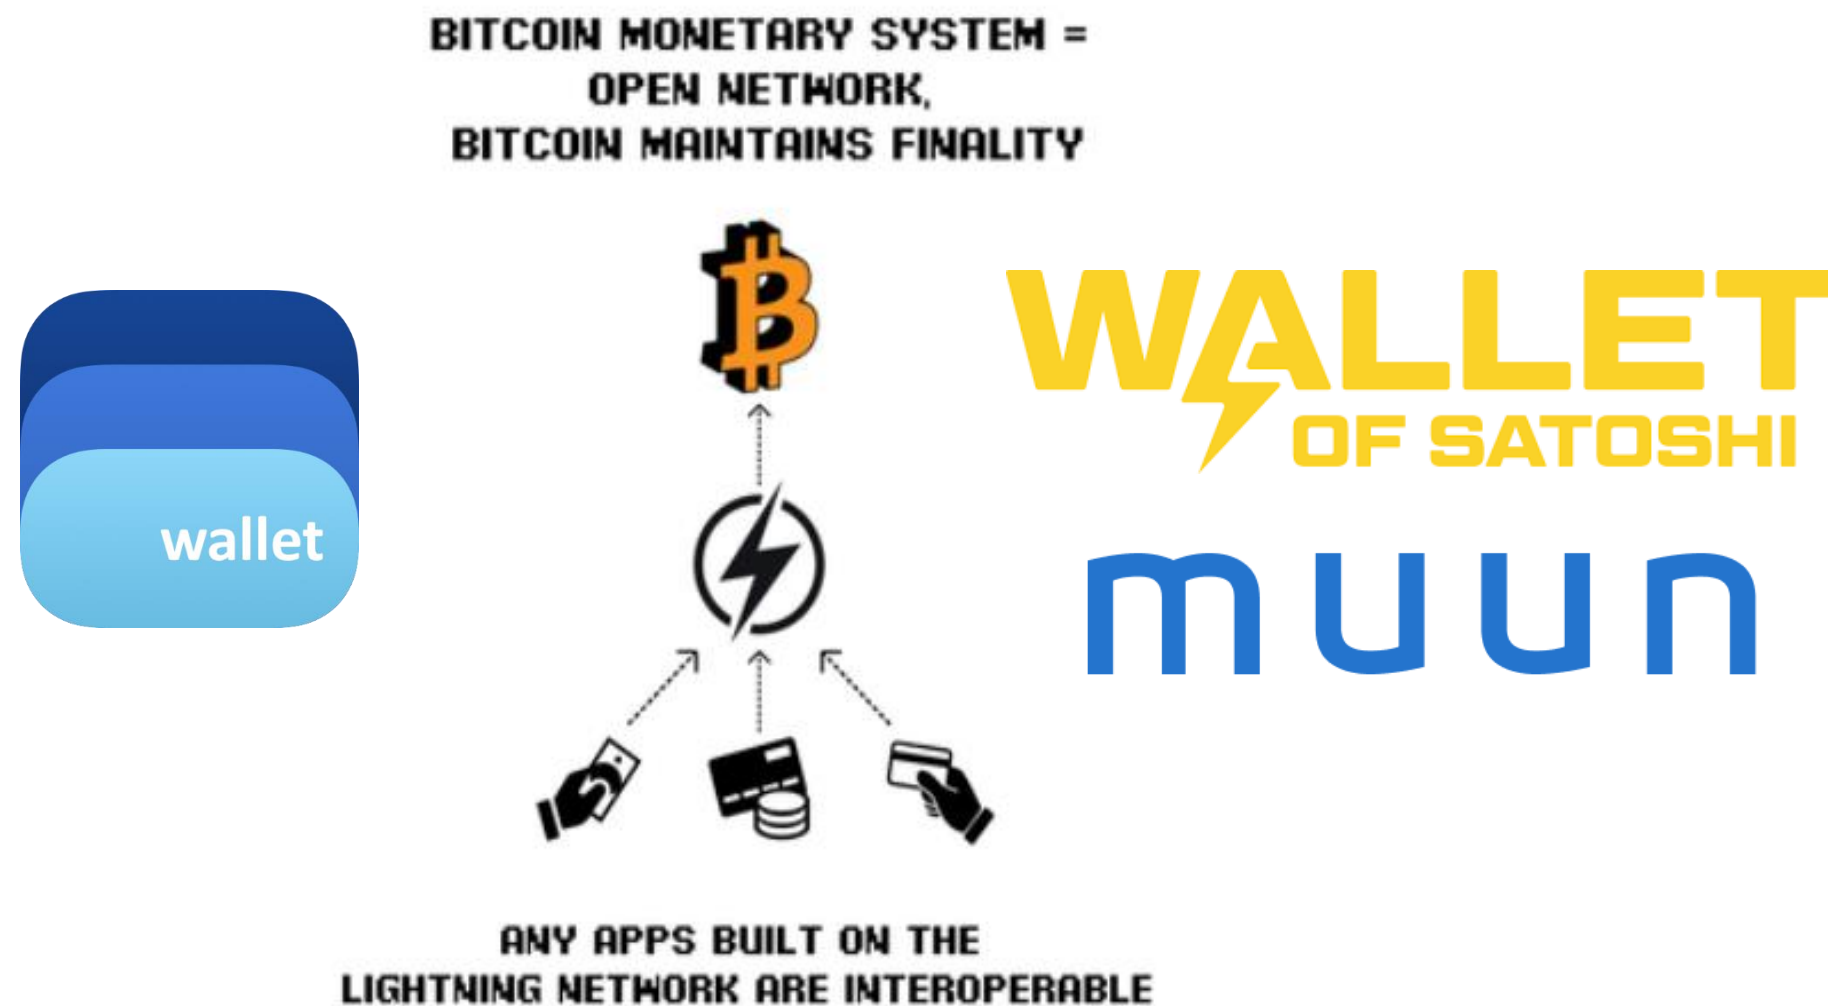 BITCOIN MONETARY SYSTEM =
OPEN NETWORK,
BITCOIN MAINTAINS FINALITY
wallet
WALLET
OF SATOSHI
muun
ANY APPS BUILT ON THE
LIGHTNING NETWORK ARE INTEROPERABLE